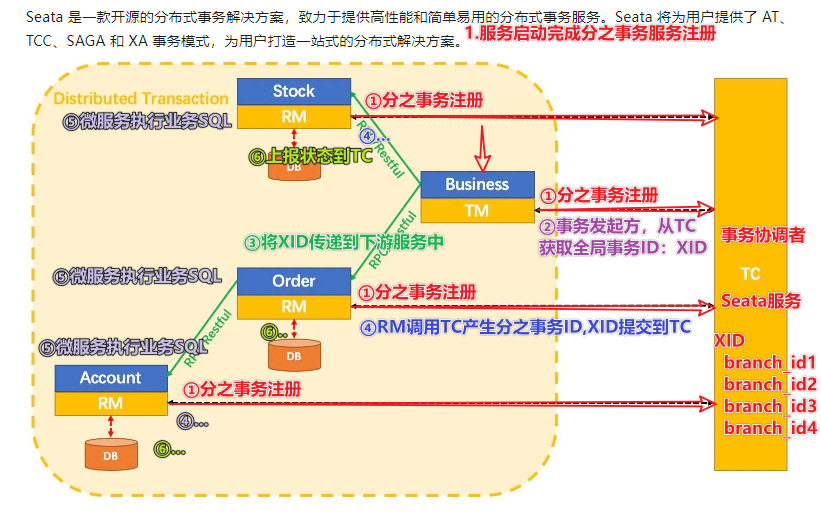 Seata 是一款开源的分布式事务解决方案，致力于提供高性能和简单易用的分布式事务服务。Seata 将为用户提供了 AT、
TCC、SAGA 和 XA 事务模式，为用户打造一站式的分布式解决方案。
1.服务启动完成分之事务服务注册
Distributed Transaction
Stock
RM
①分之事务注册
⑤微服务执行业务SQL
④...
⑥上报状态到TC
DB
Restful
Business
TM
①分之事务注册
②事务发起方，从TC
获取全局事务ID：XID
③将XID传递到下游服务中
RPC Restful
事务协调者
TC
Seata服务
⑤微服务执行业务SQL
Order
RM
①分之事务注册
④RM调用TC产生分之事务ID,XID提交到TC
⑥...
DB
Restful
⑤微服务执行业务SQL
Account
RM
①分之事务注册
④...
⑥...
DB
XID
branch_id1
branch_id2
branch_id3
branch_id4